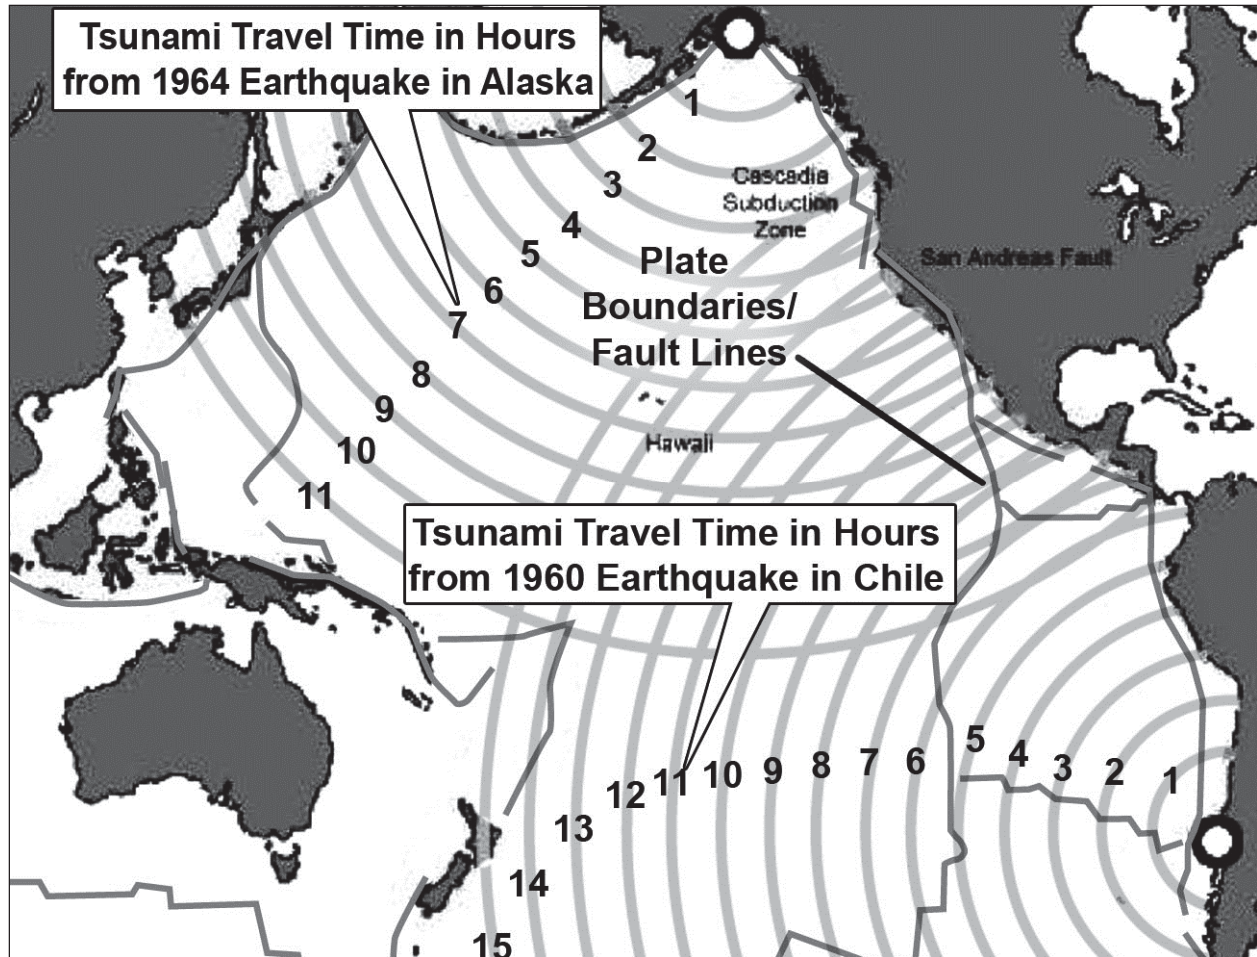 Tsunami Travel Time in Hours
from 1964 Earthquake in Alaska
1
2
3
4
5
6
7
8
9
10
11
Cascadia
Subduction
Zone
San Andreas Fault
Plate
Boundaries/
Fault Lines
Hawaii
Tsunami Travel Time in Hours
from 1960 Earthquake in Chile
5
4
3
2
1
6
7
8
9
10
11
12
13
14
15